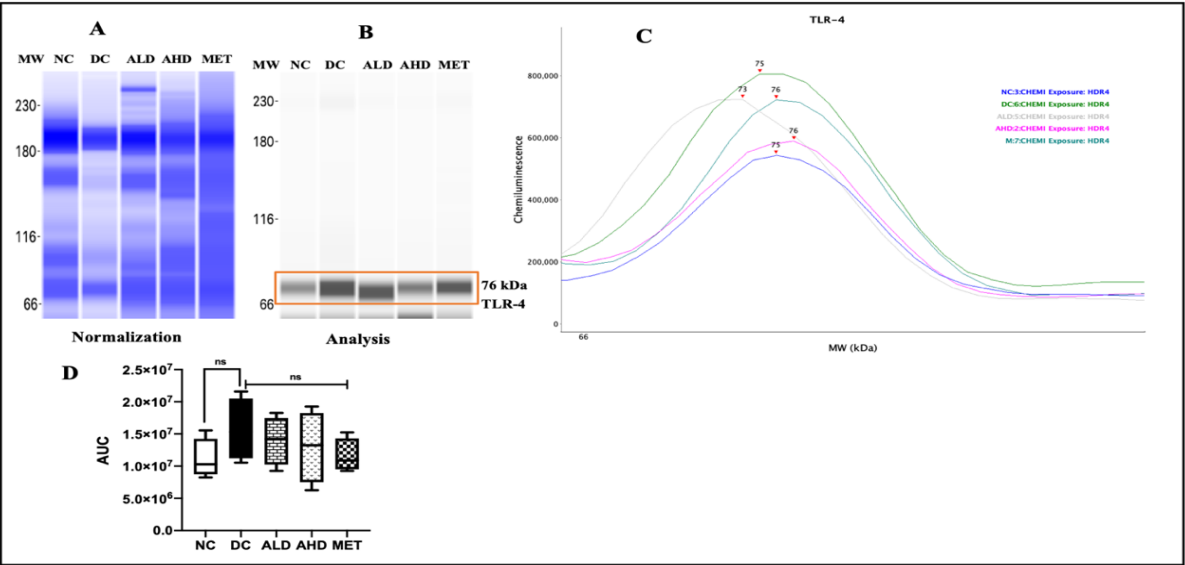 A
MW NC DC ALD AHD MET
230-
180-
116-
66-
Normalization
B
MW NC DC ALD AHD MET
230-
180-
116-
66
76 kDa
TLR-4
Analysis
C
TLR-4
800,000
600,000
400,000
200,000
0
Chemiluminescence
75
73
76
76
75
66
MW (kDa)
NC:3:CHEMI Exposure: HDR4
DC:6:CHEMI Exposure: HDR4
ALD:5:CHEMI Exposure: HDR4
AHD:2:CHEMI Exposure: HDR4
M:7:CHEMI Exposure: HDR4
D
ns
ns
2.5×10⁷
2.0×10⁷
1.5×10⁷
1.0×10⁷
5.0×10⁶
0.0
AUC
NC DC ALD AHD MET